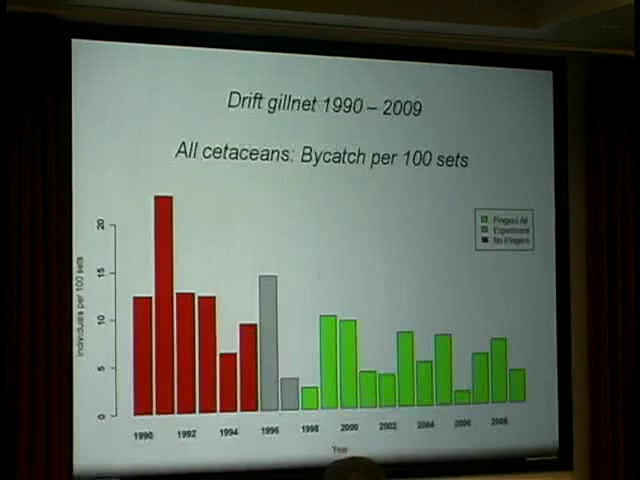 Drift gillnet 1990 – 2009
All cetaceans: Bycatch per 100 sets
Pingers All
Experiment
No Pingers
Individuals per 100 sets
20
15
10
5
0
1990
1992
1994
1996
1998
2000
2002
2004
2006
2008
Year